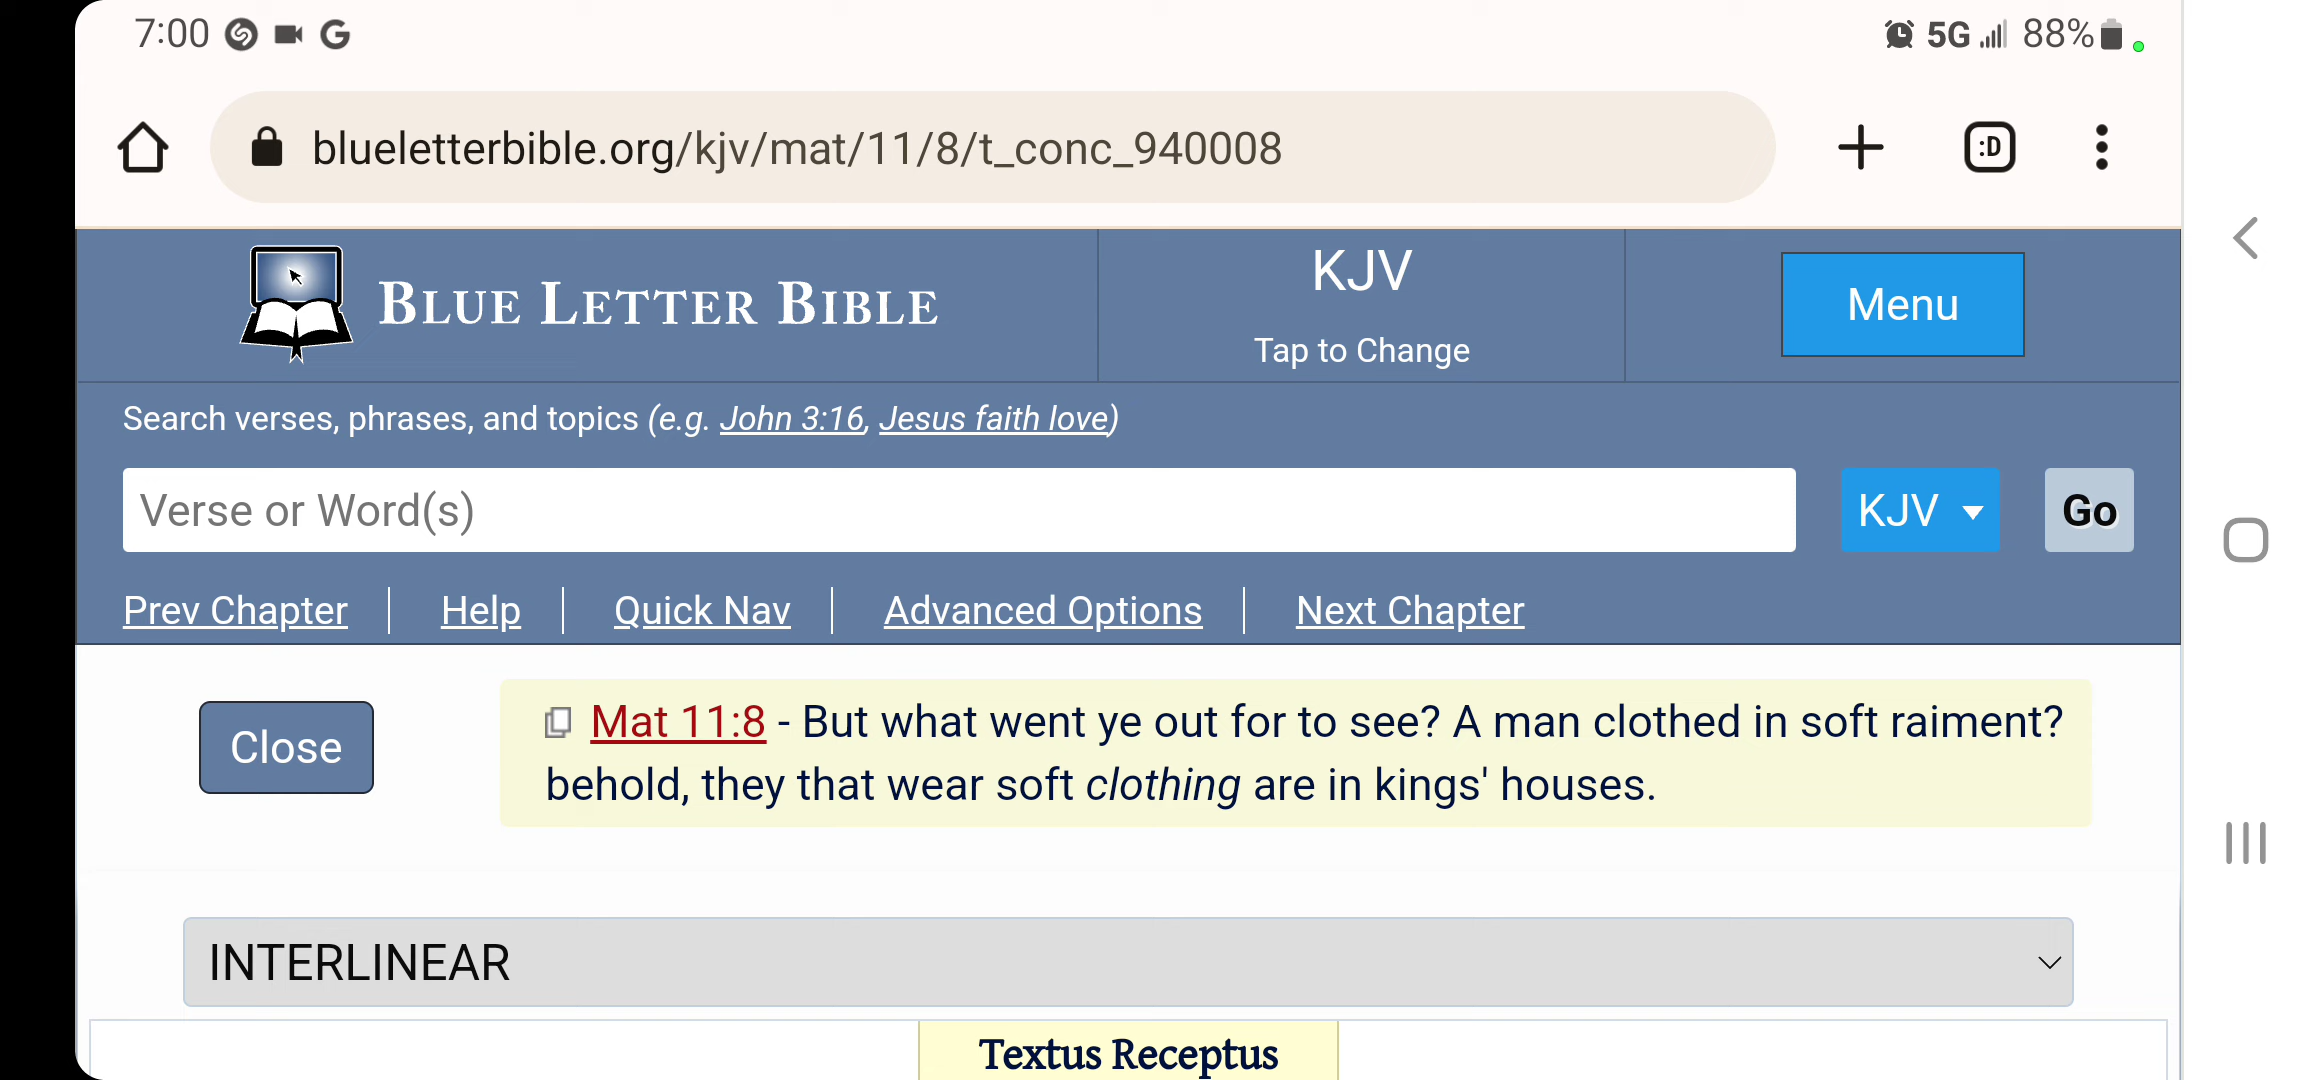 7:00 5G 88%
blueletterbible.org/kjv/mat/11/8/t_conc_940008 :D
BLUE LETTER BIBLE
KJV
Tap to Change
Menu
Search verses, phrases, and topics (e.g. John 3:16, Jesus faith love)
Verse or Word(s)
KJV
Go
Prev Chapter
Help
Quick Nav
Advanced Options
Next Chapter
Close
Mat 11:8 - But what went ye out for to see? A man clothed in soft raiment?
behold, they that wear soft clothing are in kings' houses.
INTERLINEAR
Textus Receptus